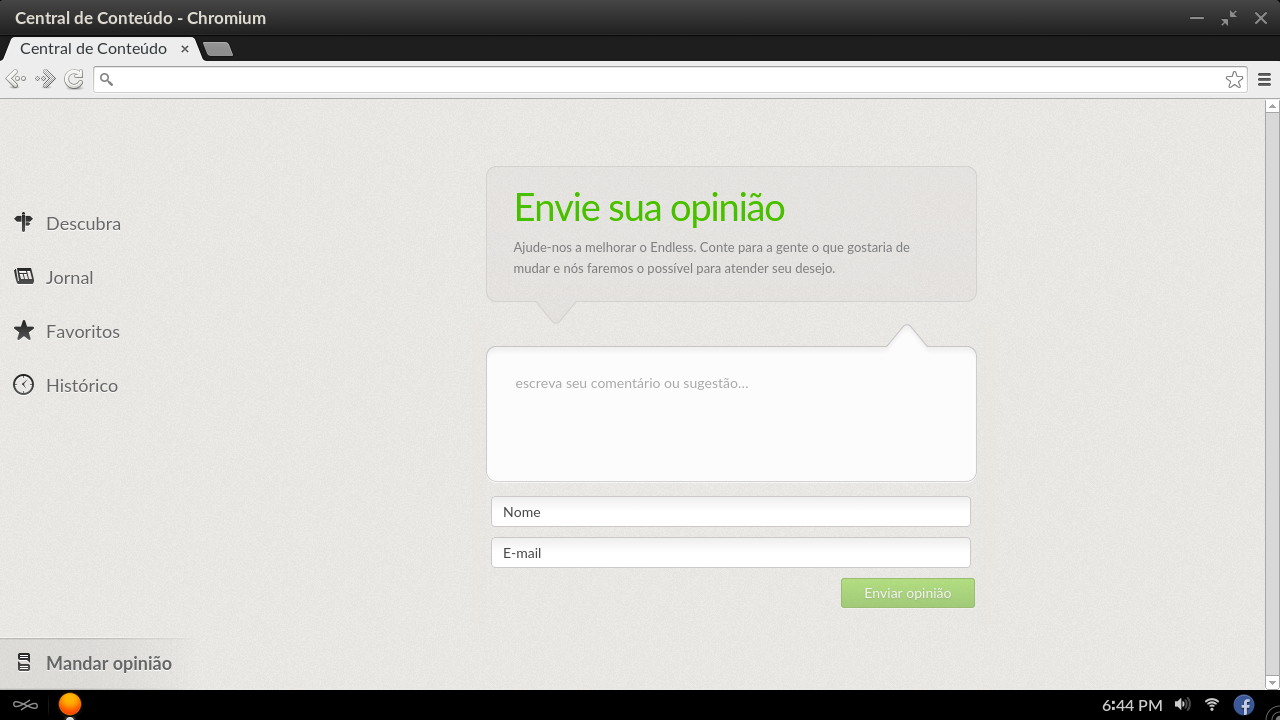 Central de Conteúdo - Chromium
Central de Conteúdo
Descubra
Jornal
Favoritos
Histórico
Mandar opinião
Envie sua opinião
Ajude-nos a melhorar o Endless. Conte para a gente o que gostaria de
mudar e nós faremos o possível para atender seu desejo.
escreva seu comentário ou sugestão...
Nome
E-mail
Enviar opinião
6:44 PM